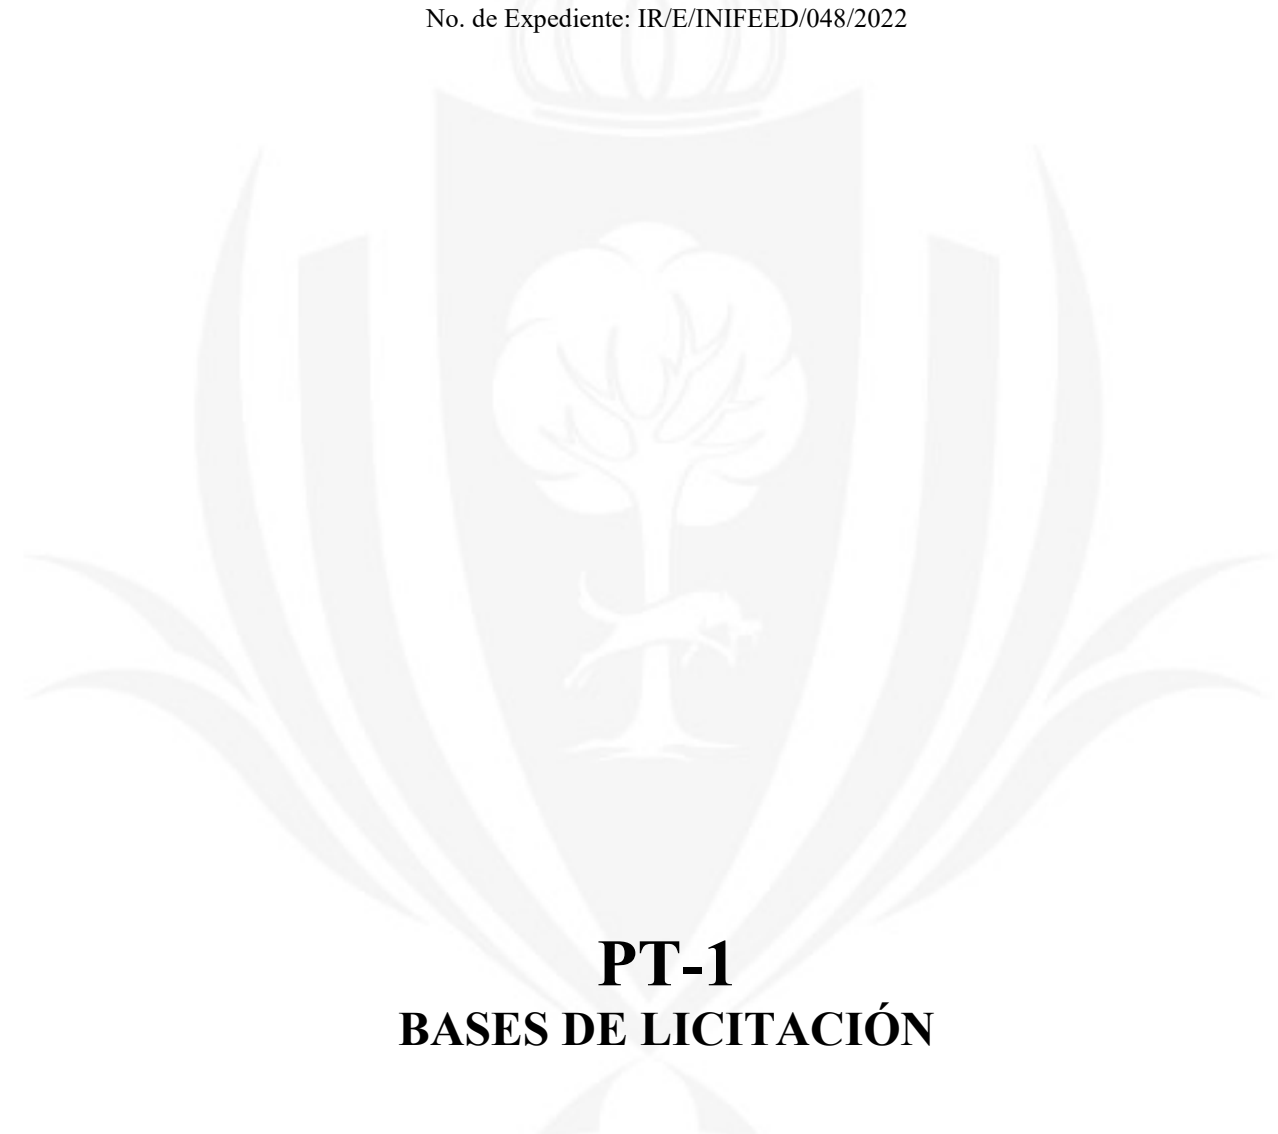 No. de Expediente: IR/E/INIFEED/048/2022
PT-1
BASES DE LICITACIÓN